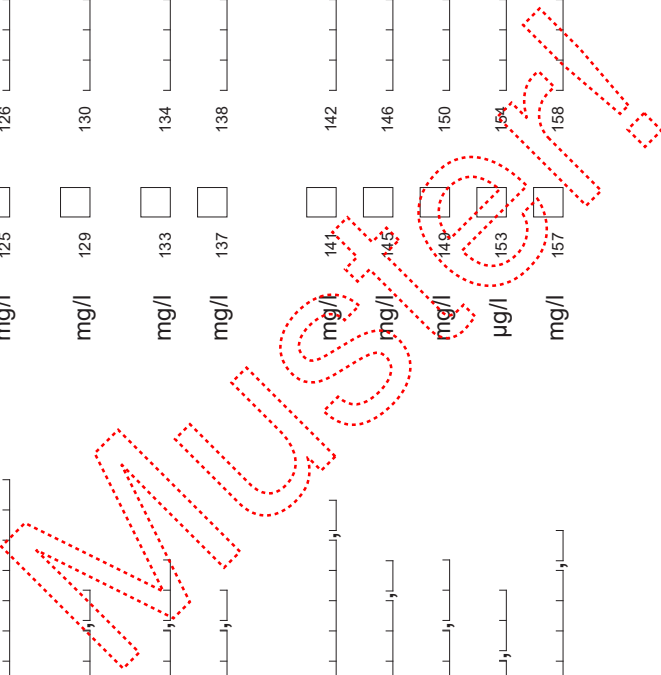 mg/l 125 126
, mg/l 129 130
, mg/l 133 134
, mg/l 137 138
, mg/l 141 142
, mg/l 145 146
, mg/l 149 150
, µg/l 153 154
, mg/l 157 158
Muster!